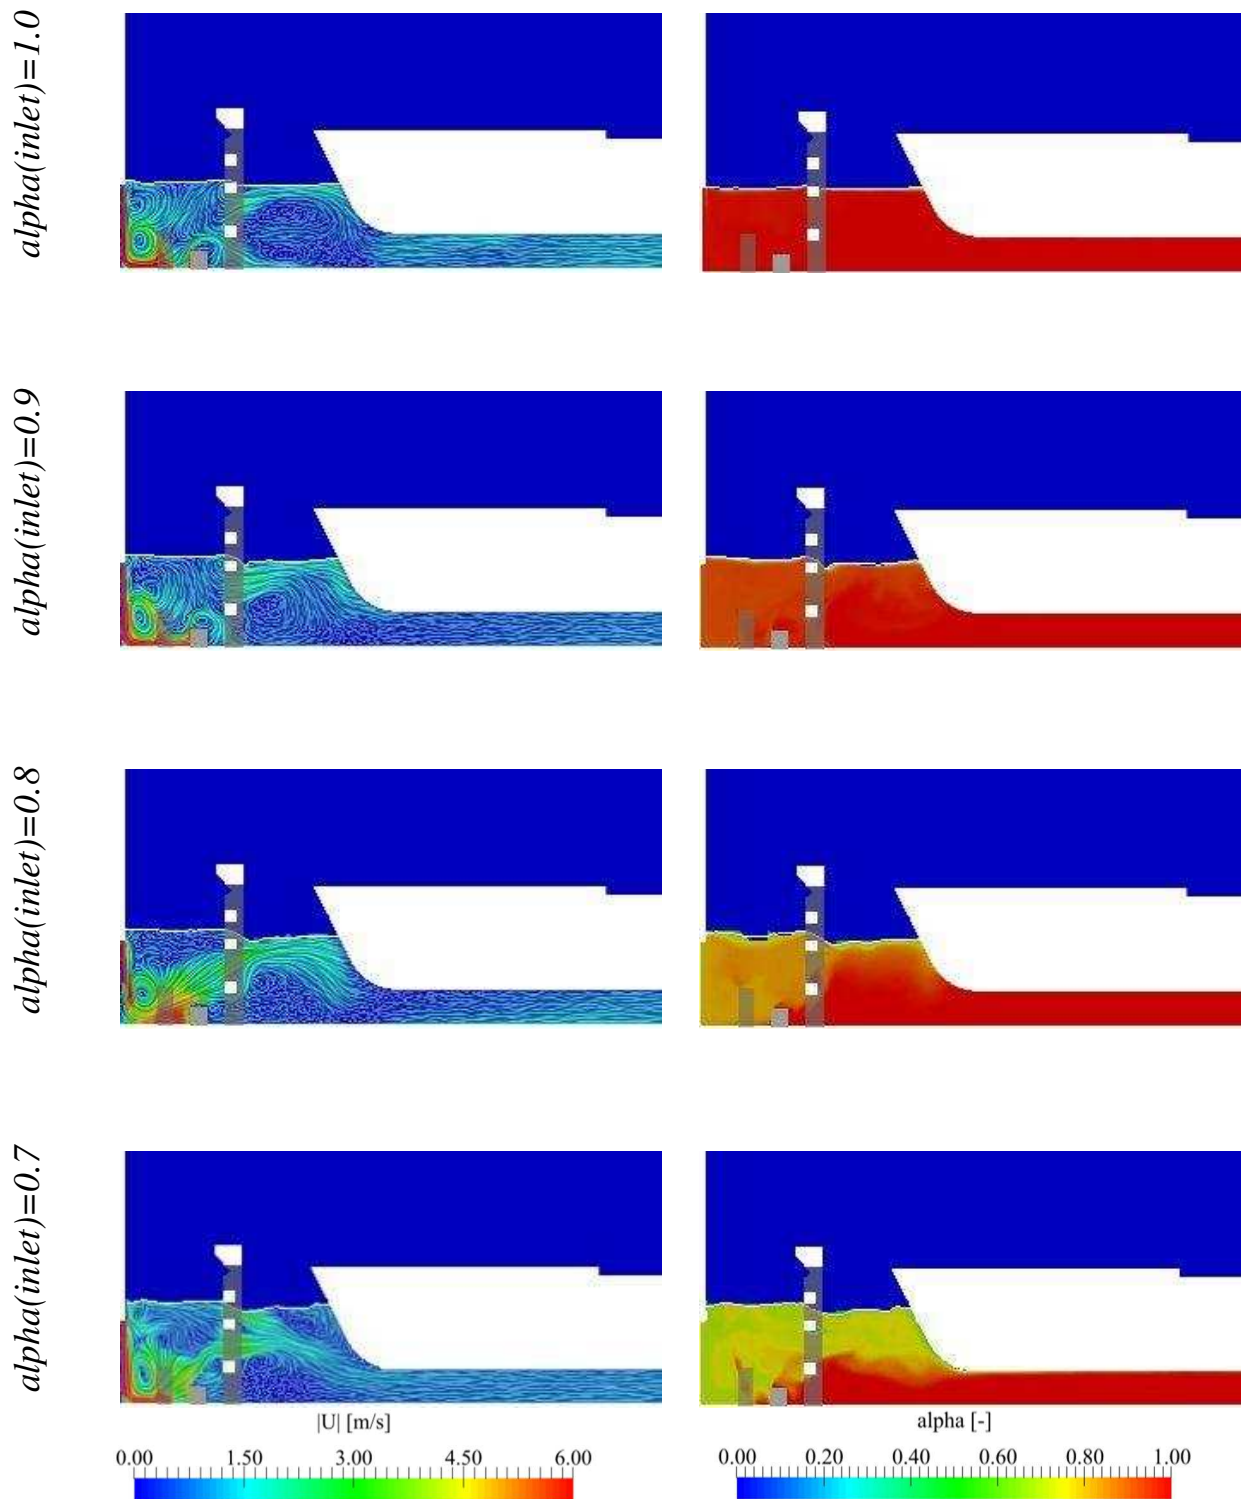 alpha(inlet)=1.0
alpha(inlet)=0.9
alpha(inlet)=0.8
alpha(inlet)=0.7
|U| [m/s]
0.00 1.50 3.00 4.50 6.00
alpha [-]
0.00 0.20 0.40 0.60 0.80 1.00